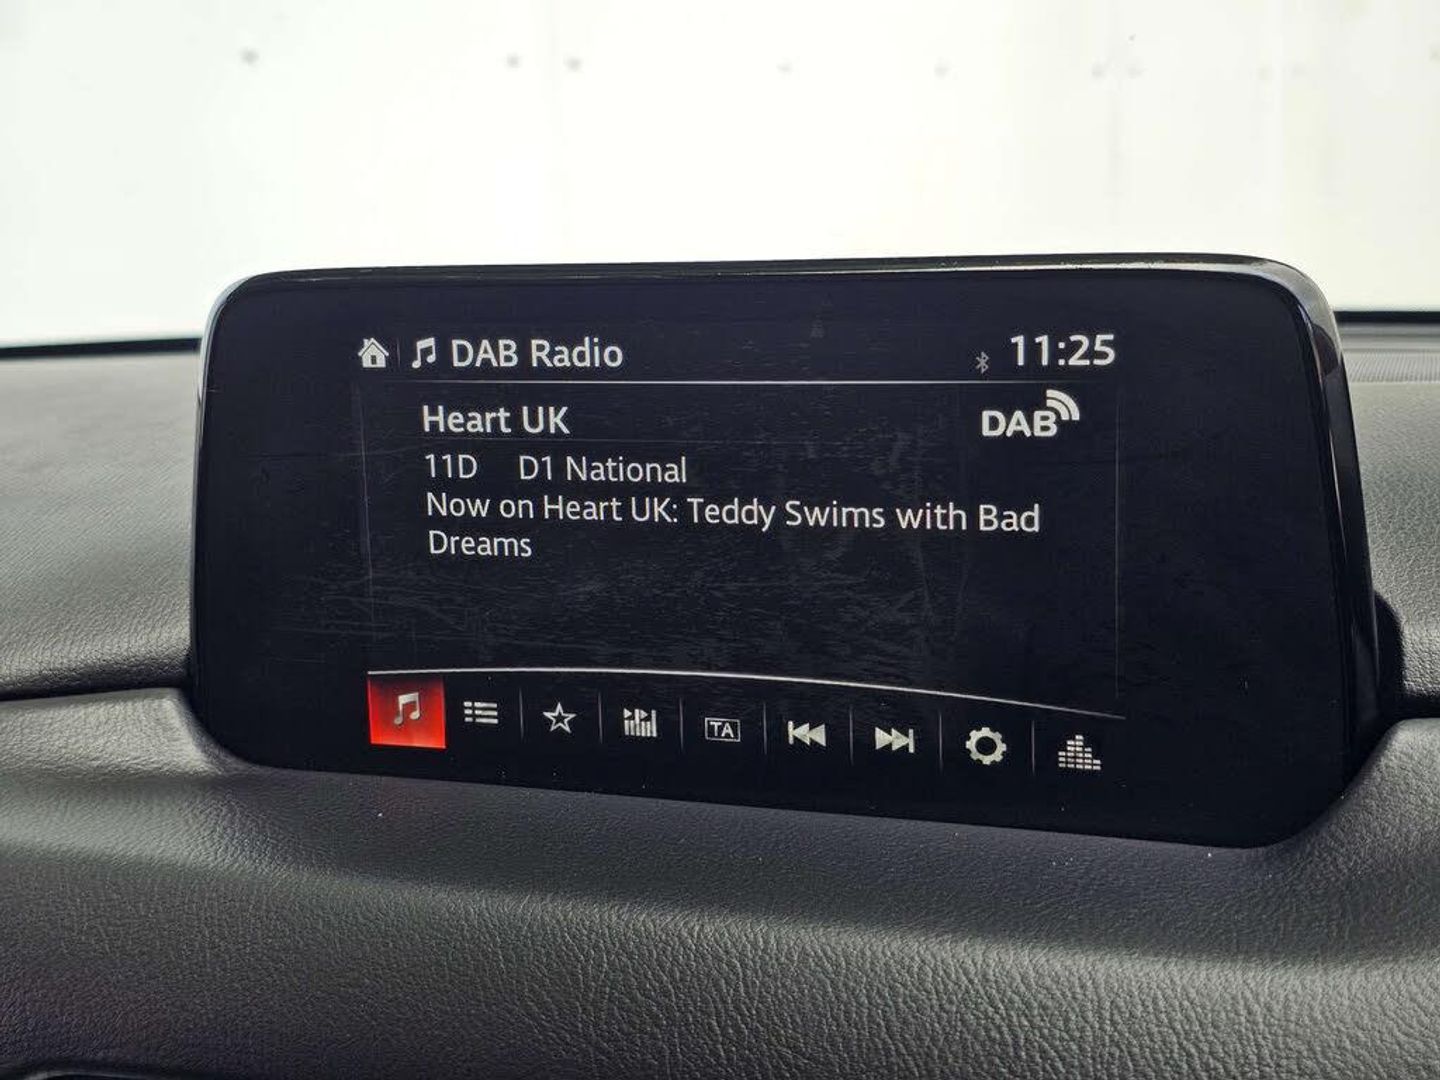 DAB Radio 11:25
Heart UK DAB
11D D1 National
Now on Heart UK: Teddy Swims with Bad
Dreams
TA